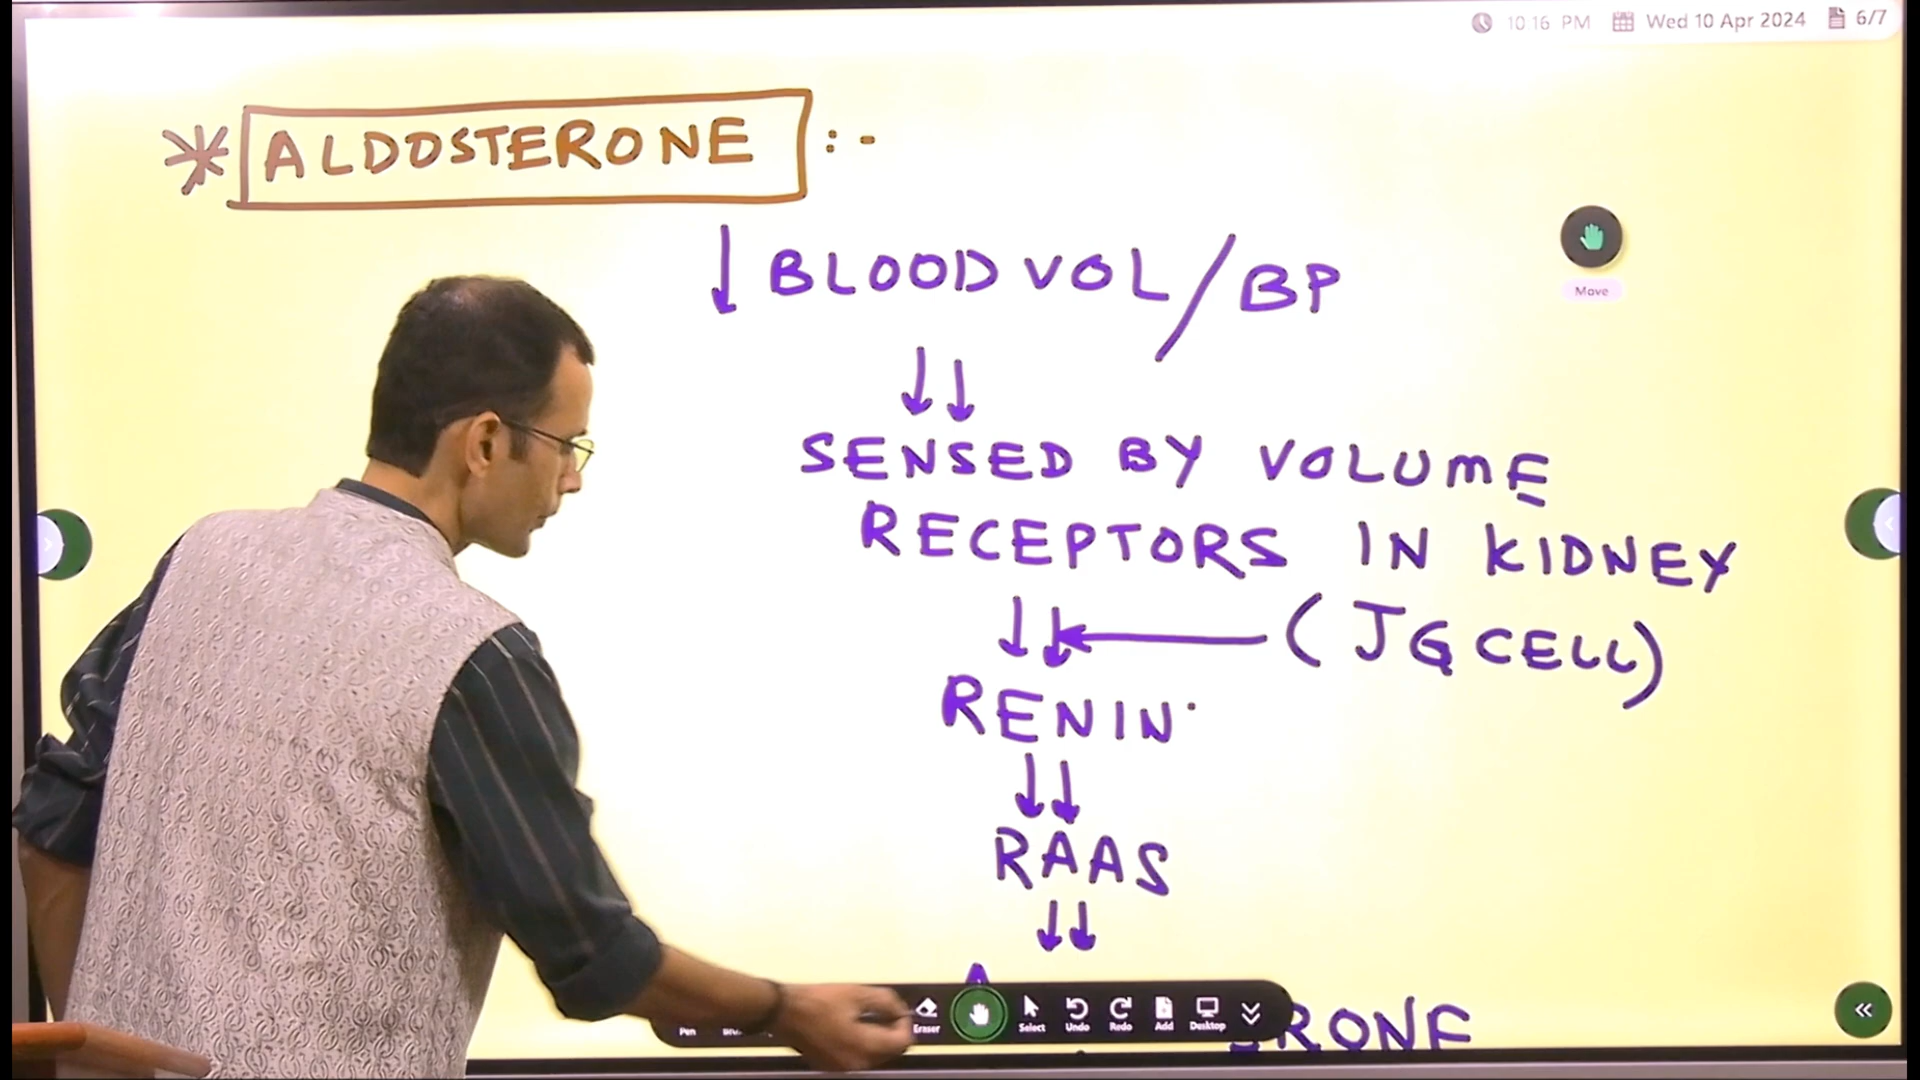 10 16 PM Wed 10 Apr 2024 6/7
* ALDOSTERONE :-
↓ BLOOD VOL/BP
↓↓
SENSED BY VOLUME
RECEPTORS IN KIDNEY
↓↓ ← (JG CELL)
RENIN
↓↓
RAAS
↓↓
Move
Pen
Eraser
Select
Undo
Redo
Add
Desktop